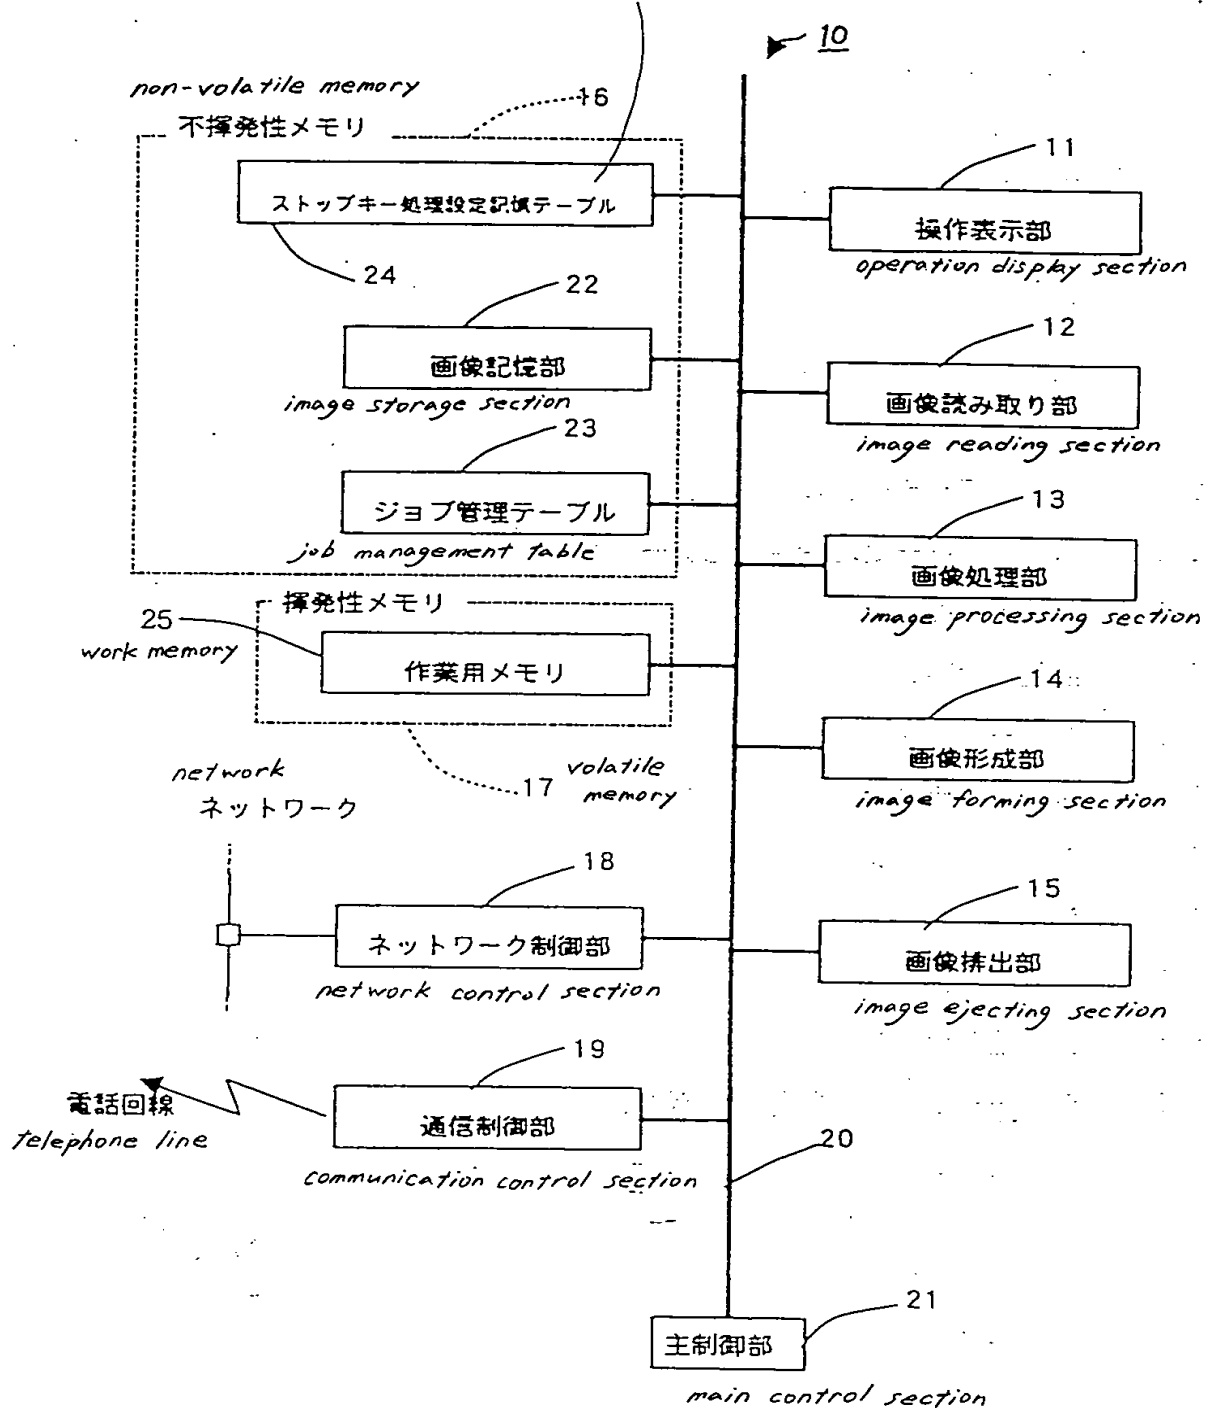 10
non-volatile memory
16
不揮発性メモリ
11
ストップキー処理設定記憶テーブル
操作表示部
24
operation display section
22
12
画像記憶部
image storage section
画像読み取り部
23
image reading section
ジョブ管理テーブル
job management table
13
画像処理部
揮発性メモリ
25
image processing section
work memory
作業用メモリ
14
画像形成部
network
volatile
17
memory
ネットワーク
image forming section
18
15
ネットワーク制御部
画像排出部
network control section
image ejecting section
19
電話回線
telephone line
通信制御部
20
communication control section
21
主制御部
main control section